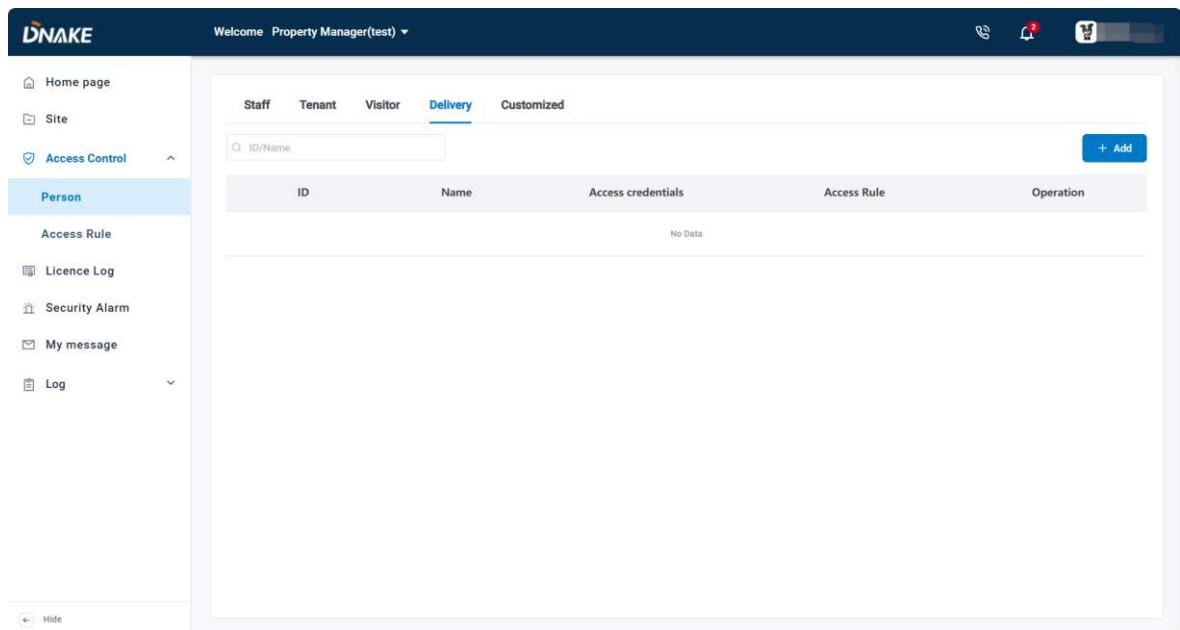 DNAKE
Welcome Property Manager(test)
2
Home page
Site
Access Control
Person
Access Rule
Licence Log
Security Alarm
My message
Log
Hide
Staff Tenant Visitor Delivery Customized
ID/Name
+ Add
ID Name Access credentials Access Rule Operation
No Data